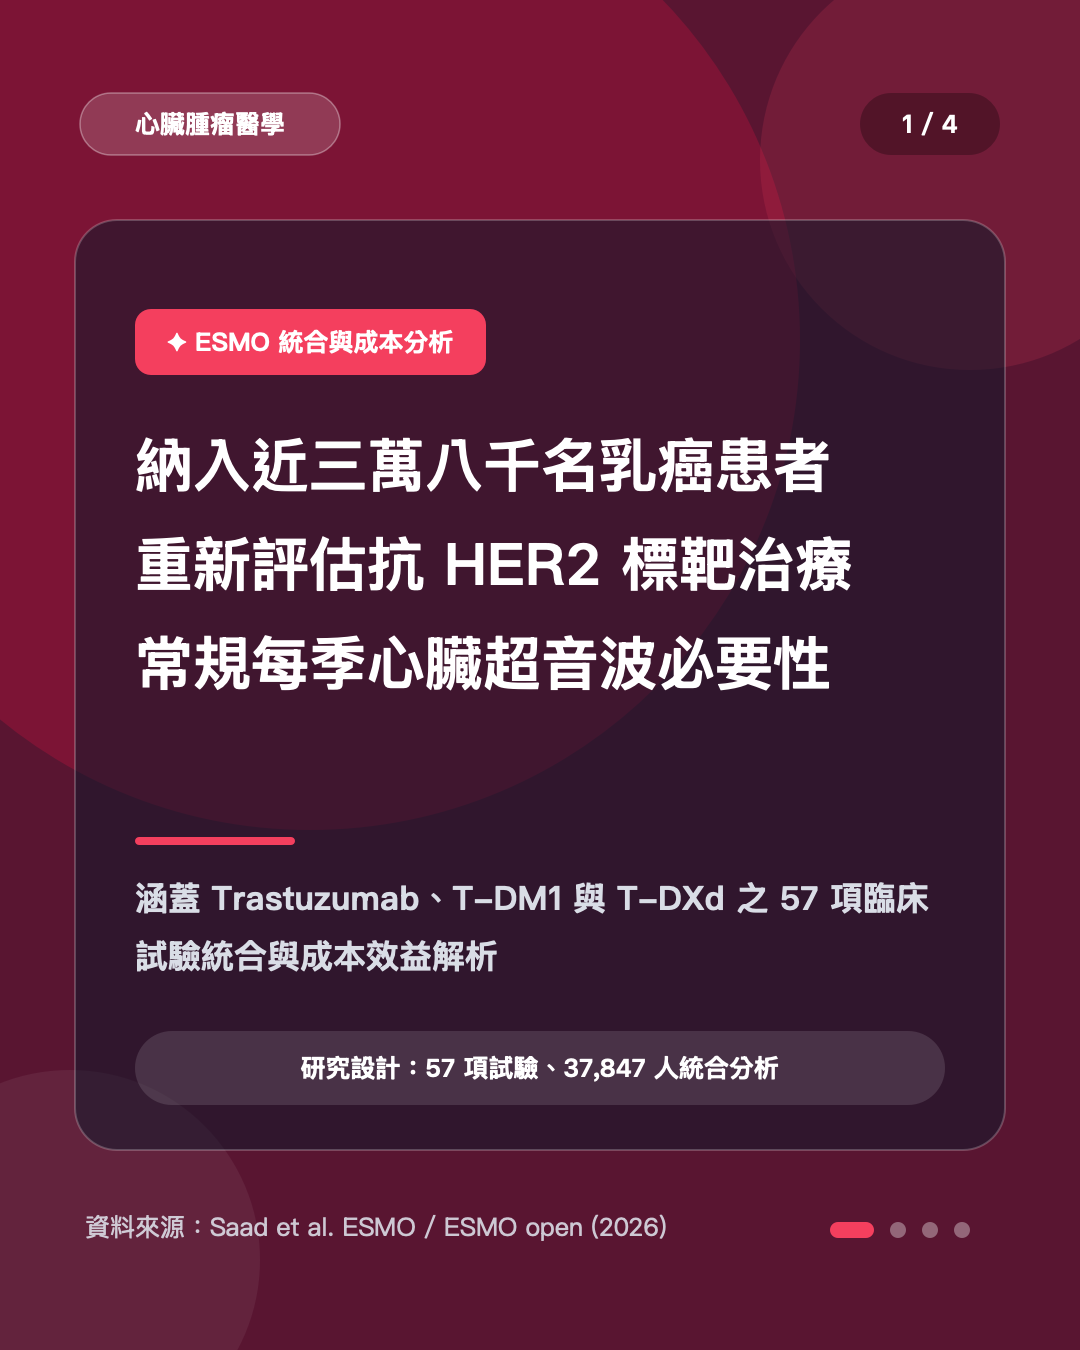 心臟腫瘤醫學
1 / 4
✦ ESMO 統合與成本分析
納入近三萬八千名乳癌患者
重新評估抗 HER2 標靶治療
常規每季心臟超音波必要性
涵蓋 Trastuzumab、T-DM1 與 T-DXd 之 57 項臨床
試驗統合與成本效益解析
研究設計：57 項試驗、37,847 人統合分析
資料來源：Saad et al. ESMO / ESMO open (2026)